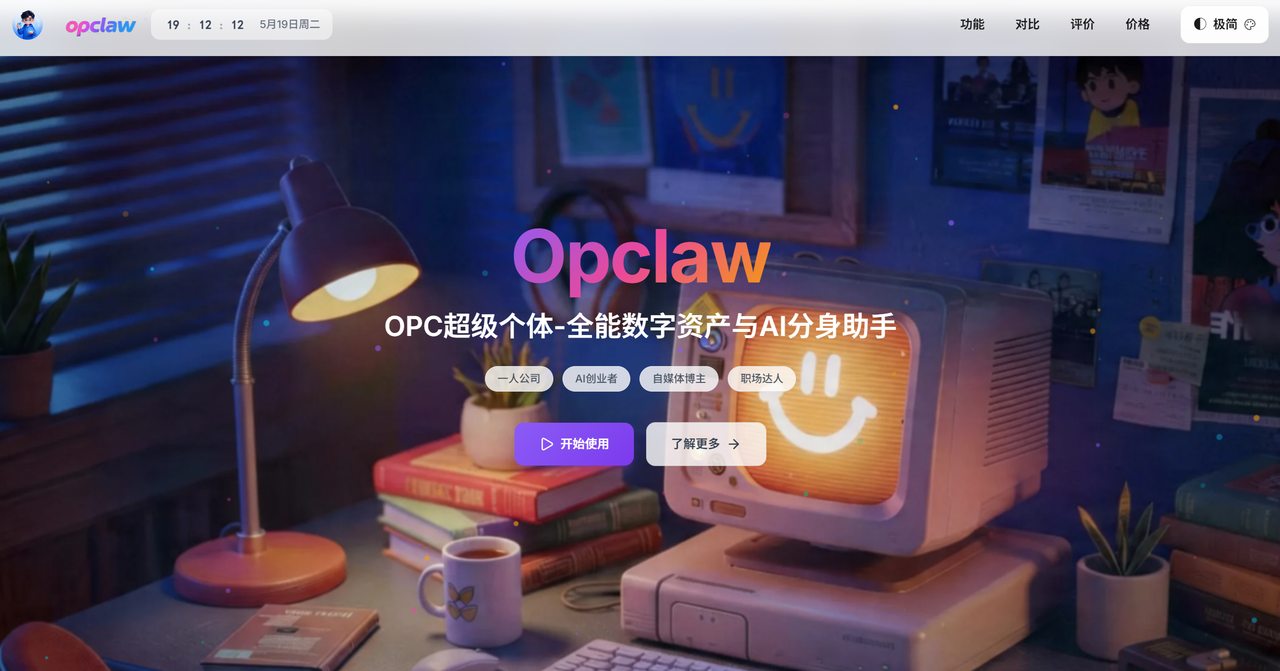 opclaw
19 : 12 : 12 5月19日周二
功能 对比 评价 价格 极简
Opclaw
OPC超级个体-全能数字资产与AI分身助手
一人公司 AI创业者 自媒体博主 职场达人
开始使用 了解更多 →